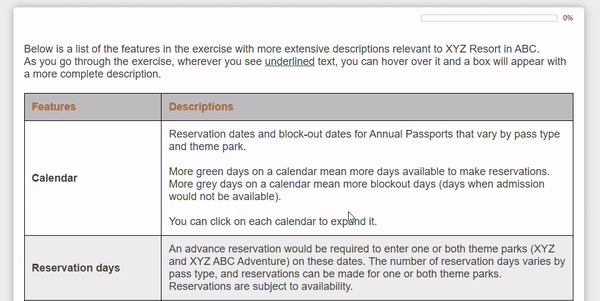 0%
Below is a list of the features in the exercise with more extensive descriptions relevant to XYZ Resort in ABC.
As you go through the exercise, wherever you see underlined text, you can hover over it and a box will appear with
a more complete description.
Features
Descriptions
Calendar
Reservation dates and block-out dates for Annual Passports that vary by pass type
and theme park.
More green days on a calendar mean more days available to make reservations.
More grey days on a calendar mean more blockout days (days when admission
would not be available).
You can click on each calendar to expand it.
Reservation days
An advance reservation would be required to enter one or both theme parks (XYZ
and XYZ ABC Adventure) on these dates. The number of reservation days varies by
pass type, and reservations can be made for one or both theme parks.
Reservations are subject to availability.